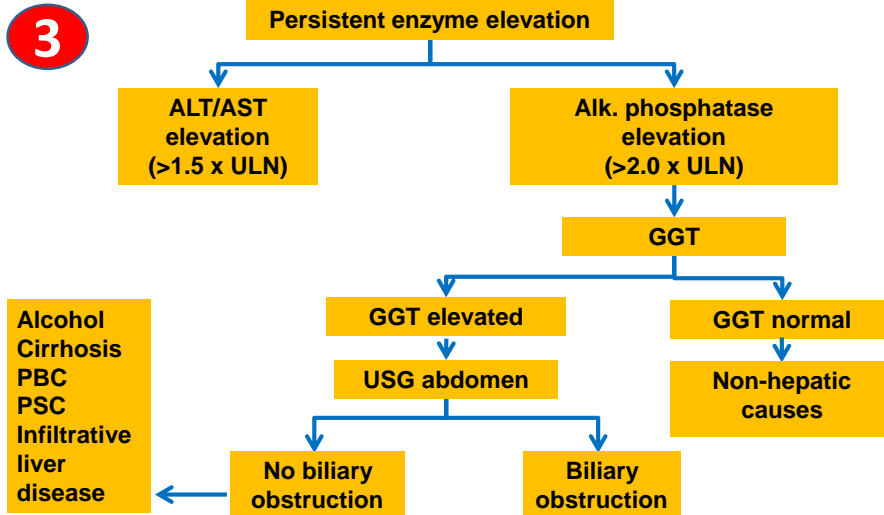 3
Persistent enzyme elevation
ALT/AST
elevation
(>1.5 x ULN)
Alk. phosphatase
elevation
(>2.0 x ULN)
GGT
GGT elevated
GGT normal
USG abdomen
Non-hepatic
causes
No biliary
obstruction
Biliary
obstruction
Alcohol
Cirrhosis
PBC
PSC
Infiltrative
liver
disease